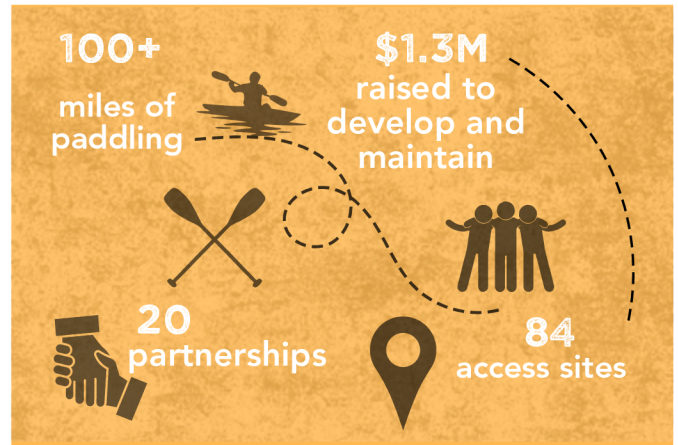 100+
miles of
paddling
$1.3M
raised to
develop and
maintain
20
partnerships
84
access sites